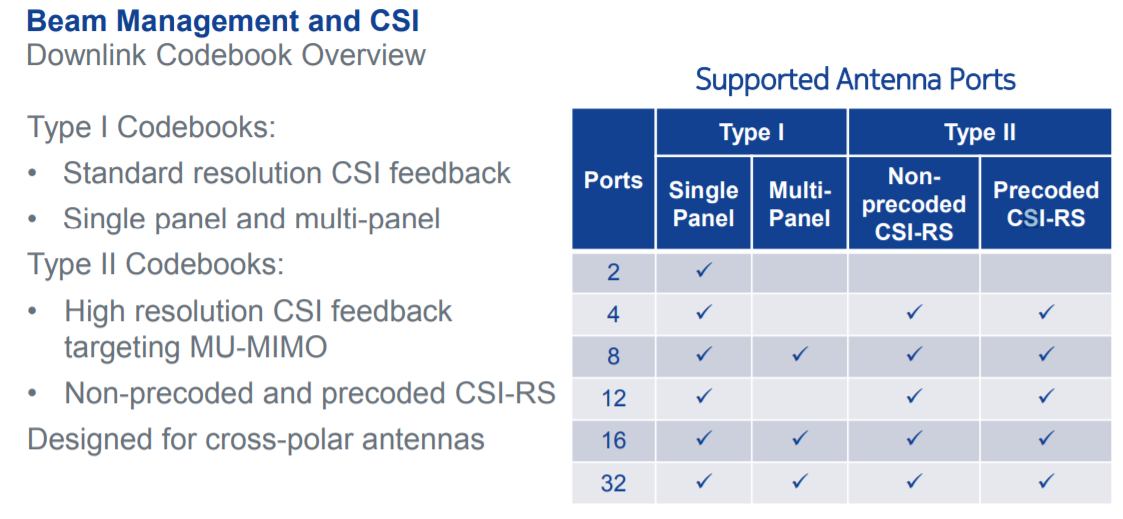 Beam Management and CSI
Downlink Codebook Overview
Type I Codebooks:
• Standard resolution CSI feedback
• Single panel and multi-panel
Type II Codebooks:
• High resolution CSI feedback
targeting MU-MIMO
• Non-precoded and precoded CSI-RS
Designed for cross-polar antennas
Supported Antenna Ports
Ports Type I Type II
Single Panel Multi-Panel Non-precoded CSI-RS Precoded CSI-RS
2 ✓
4 ✓ ✓ ✓
8 ✓ ✓ ✓ ✓
12 ✓ ✓ ✓
16 ✓ ✓ ✓ ✓
32 ✓ ✓ ✓ ✓